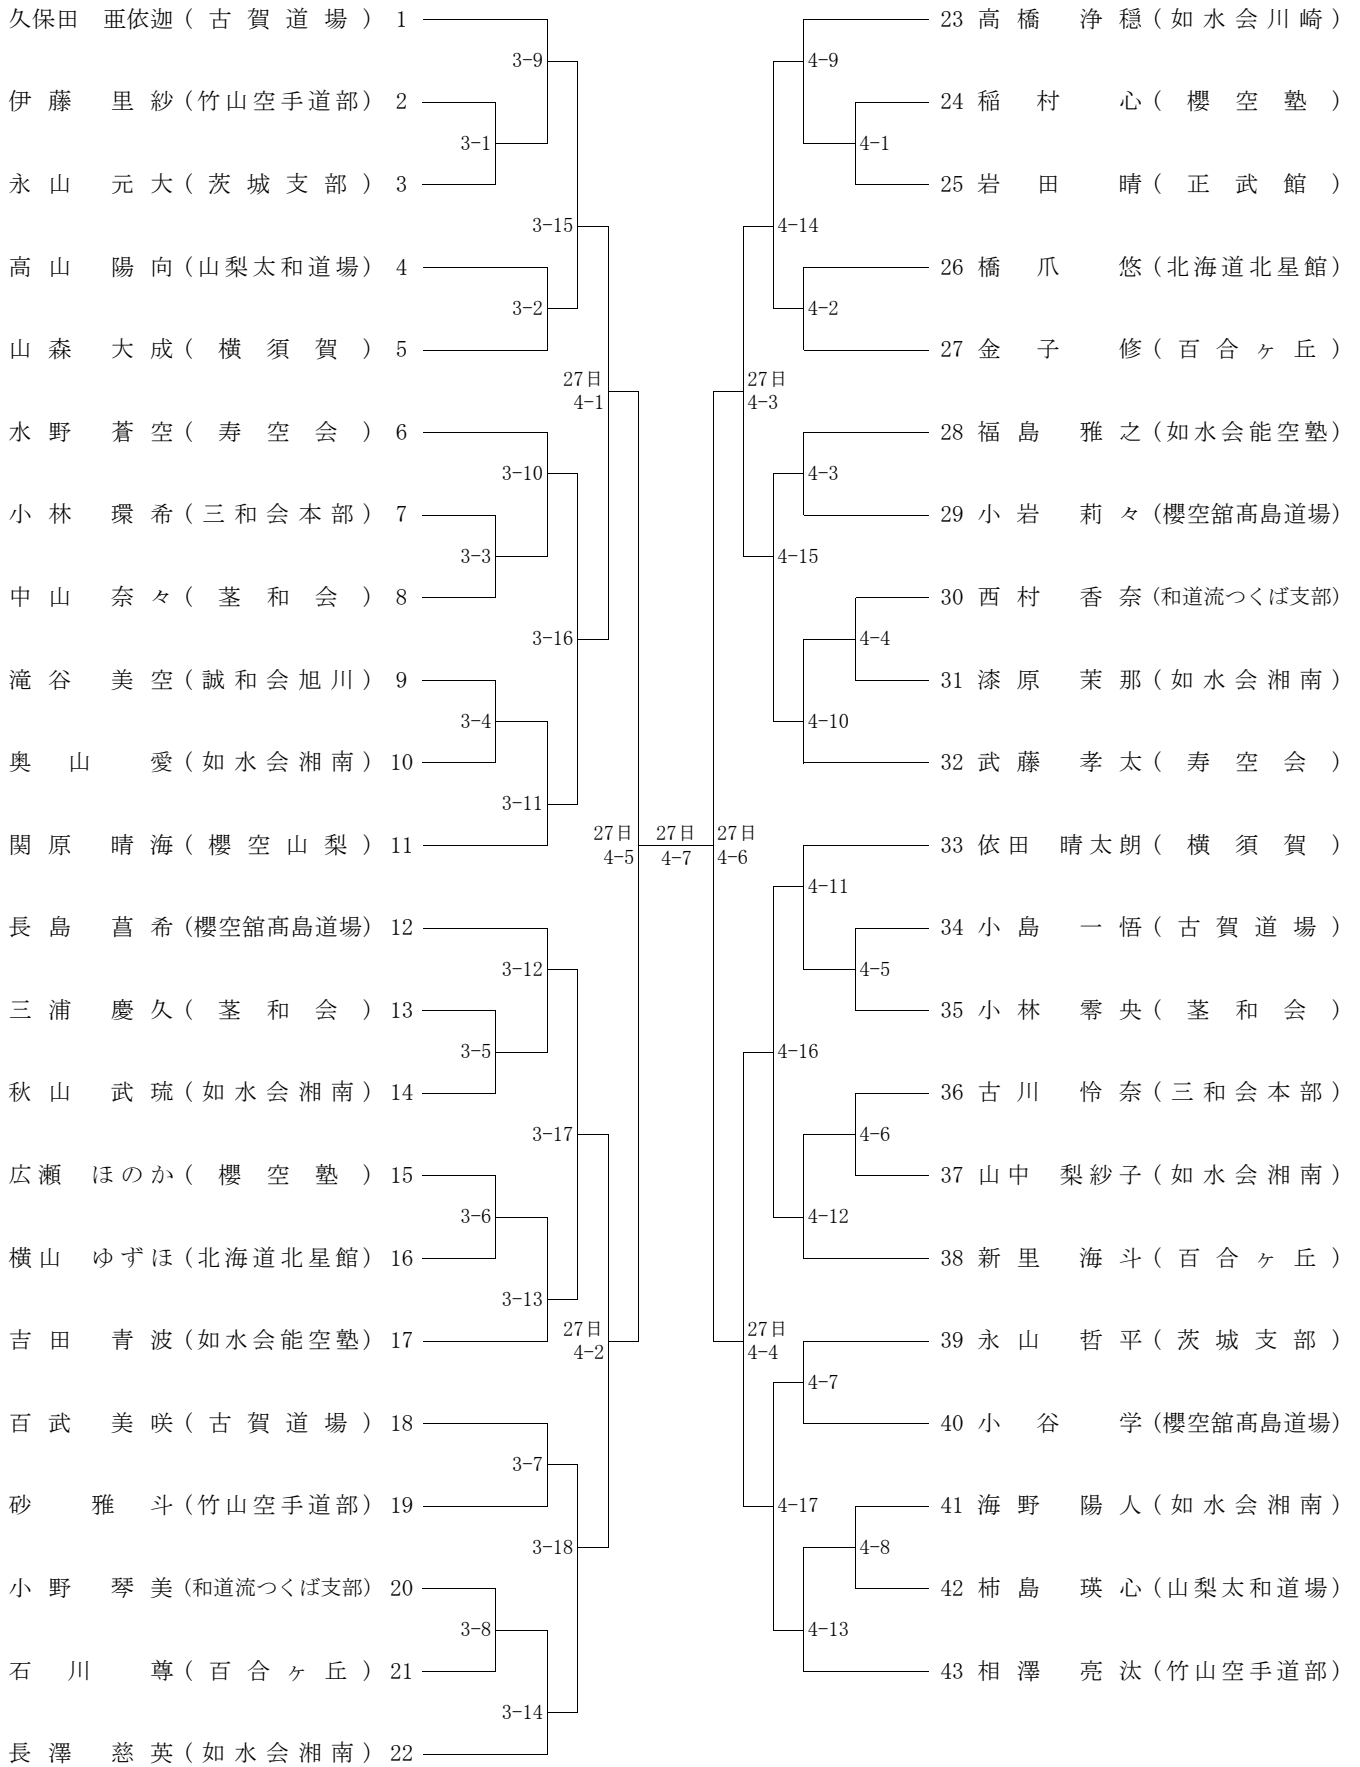 久保田 亜依迦 (古賀道場) 1
3-9
伊藤 里紗 (竹山空手道部) 2
3-1
永山 元大 (茨城支部) 3
3-15
高山 陽向 (山梨太和道場) 4
3-2
山森 大成 (横須賀) 5
27日
4-1
水野 蒼空 (寿空会) 6
3-10
小林 環希 (三和会本部) 7
3-3
中山 奈々 (茎和会) 8
3-16
滝谷 美空 (誠和会旭川) 9
3-4
奥山 愛 (如水会湘南) 10
3-11
関原 晴海 (櫻空山梨) 11
27日
4-5
27日
4-7
長島 菖希 (櫻空舘髙島道場) 12
3-12
三浦 慶久 (茎和会) 13
3-5
秋山 武琉 (如水会湘南) 14
3-17
広瀬 ほのか (櫻空塾) 15
3-6
横山 ゆずほ (北海道北星館) 16
3-13
吉田 青波 (如水会能空塾) 17
27日
4-2
百武 美咲 (古賀道場) 18
3-7
砂 雅斗 (竹山空手道部) 19
3-18
小野 琴美 (和道流つくば支部) 20
3-8
石川 尊 (百合ヶ丘) 21
3-14
長澤 慈英 (如水会湘南) 22
23 高橋 浄穏 (如水会川崎)
4-9
24 稲村 心 (櫻空塾)
4-1
25 岩田 晴 (正武館)
4-14
26 橋爪 悠 (北海道北星館)
4-2
27 金子 修 (百合ヶ丘)
27日
4-3
28 福島 雅之 (如水会能空塾)
4-3
29 小岩 莉々 (櫻空舘髙島道場)
4-15
30 西村 香奈 (和道流つくば支部)
4-4
31 漆原 茉那 (如水会湘南)
4-10
32 武藤 孝太 (寿空会)
27日
4-6
33 依田 晴太朗 (横須賀)
4-11
34 小島 一悟 (古賀道場)
4-5
35 小林 零央 (茎和会)
4-16
36 古川 怜奈 (三和会本部)
4-6
37 山中 梨紗子 (如水会湘南)
4-12
38 新里 海斗 (百合ヶ丘)
27日
4-4
39 永山 哲平 (茨城支部)
4-7
40 小谷 学 (櫻空舘髙島道場)
4-17
41 海野 陽人 (如水会湘南)
4-8
42 柿島 瑛心 (山梨太和道場)
4-13
43 相澤 亮汰 (竹山空手道部)